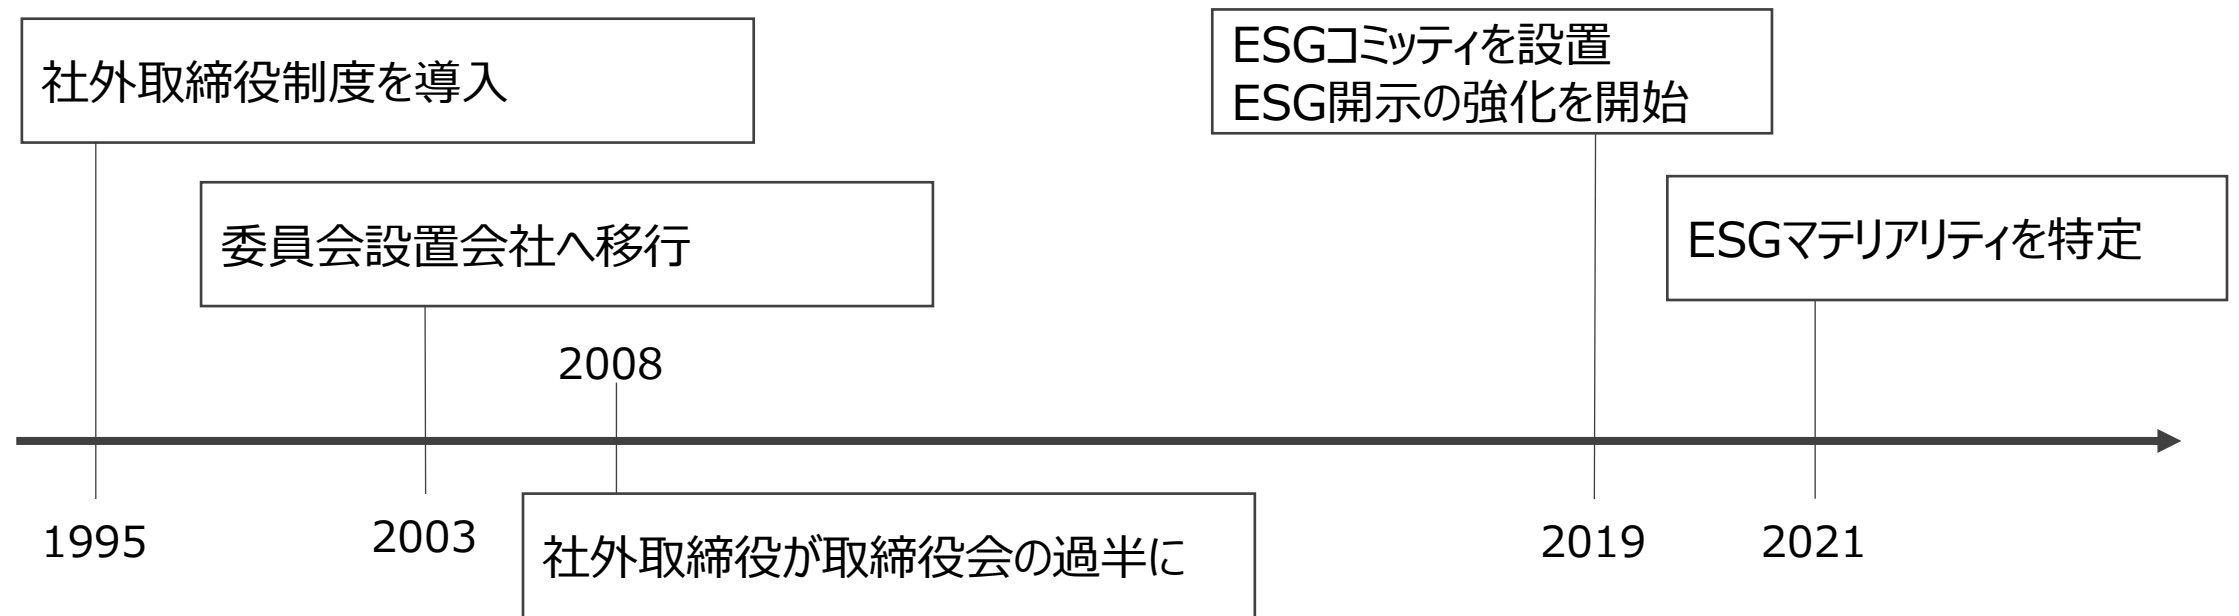 社外取締役制度を導入
ESGコミッティを設置
ESG開示の強化を開始
委員会設置会社へ移行
ESGマテリアリティを特定
2008
1995
2003
社外取締役が取締役会の過半に
2019
2021